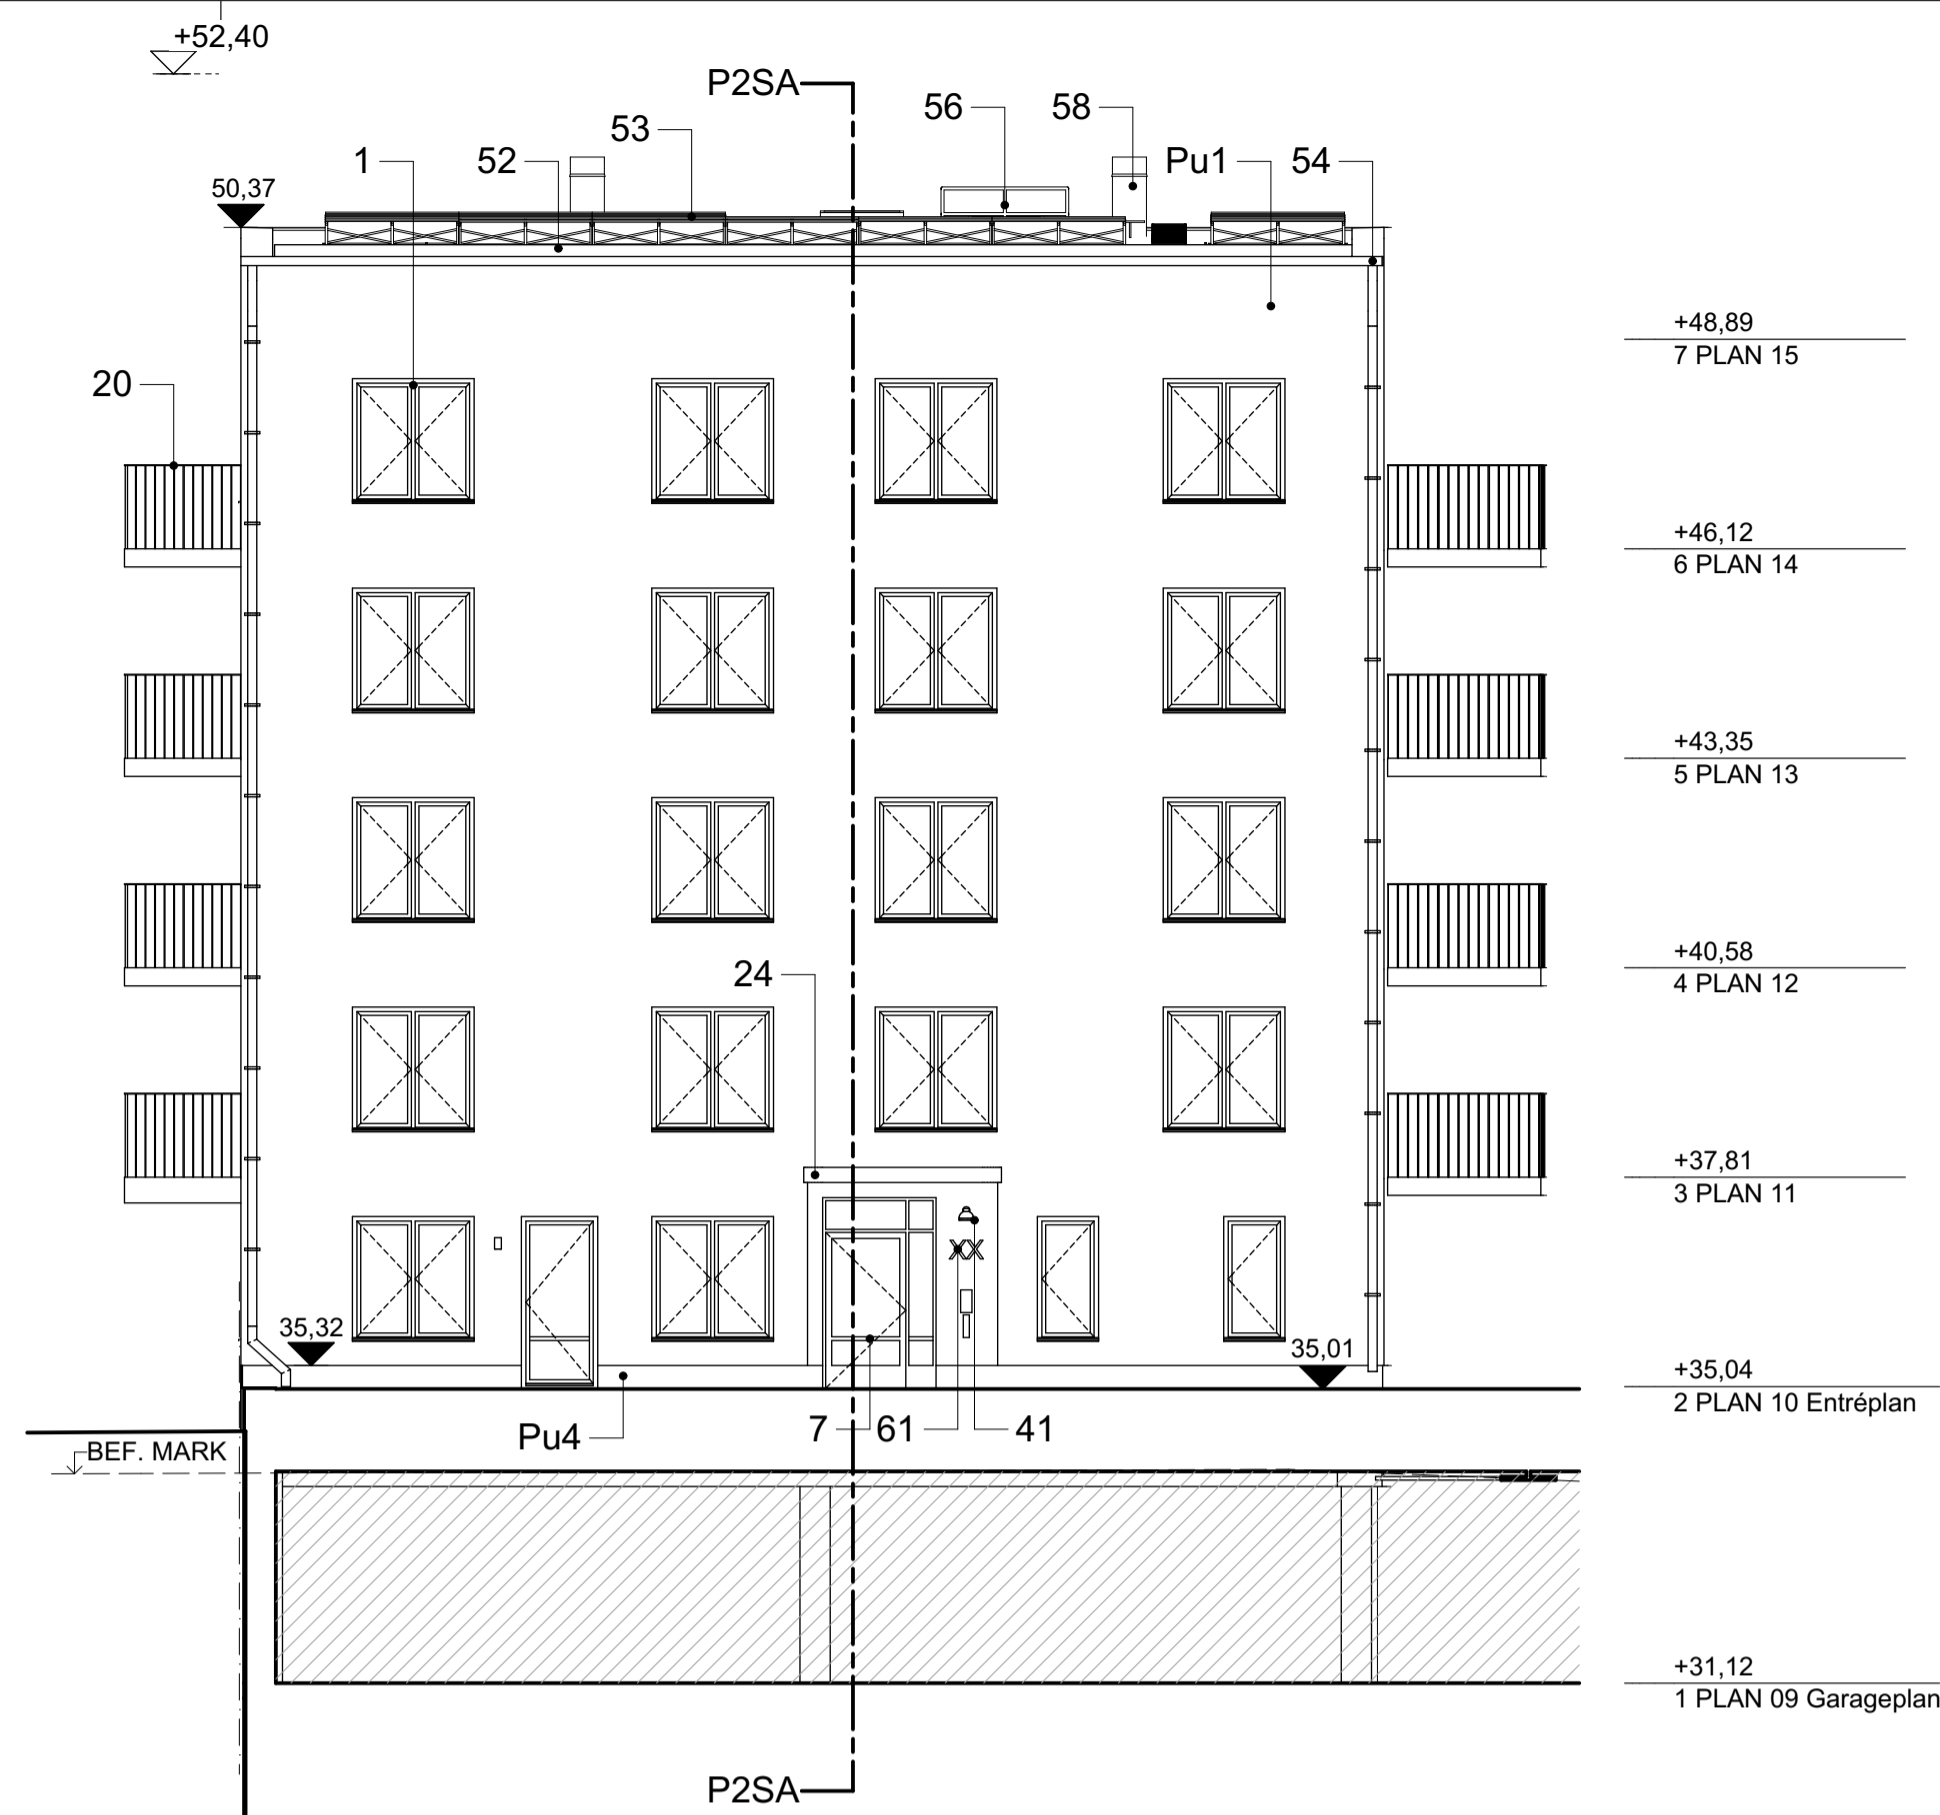 +52,40
P2SA
56
58
53
1
52
Pu1
54
50,37
+48,89
7 PLAN 15
20
+46,12
6 PLAN 14
+43,35
5 PLAN 13
+40,58
4 PLAN 12
24
+37,81
3 PLAN 11
XX
35,32
35,01
+35,04
2 PLAN 10 Entréplan
Pu4
7
61
41
BEF. MARK
+31,12
1 PLAN 09 Garageplan
P2SA